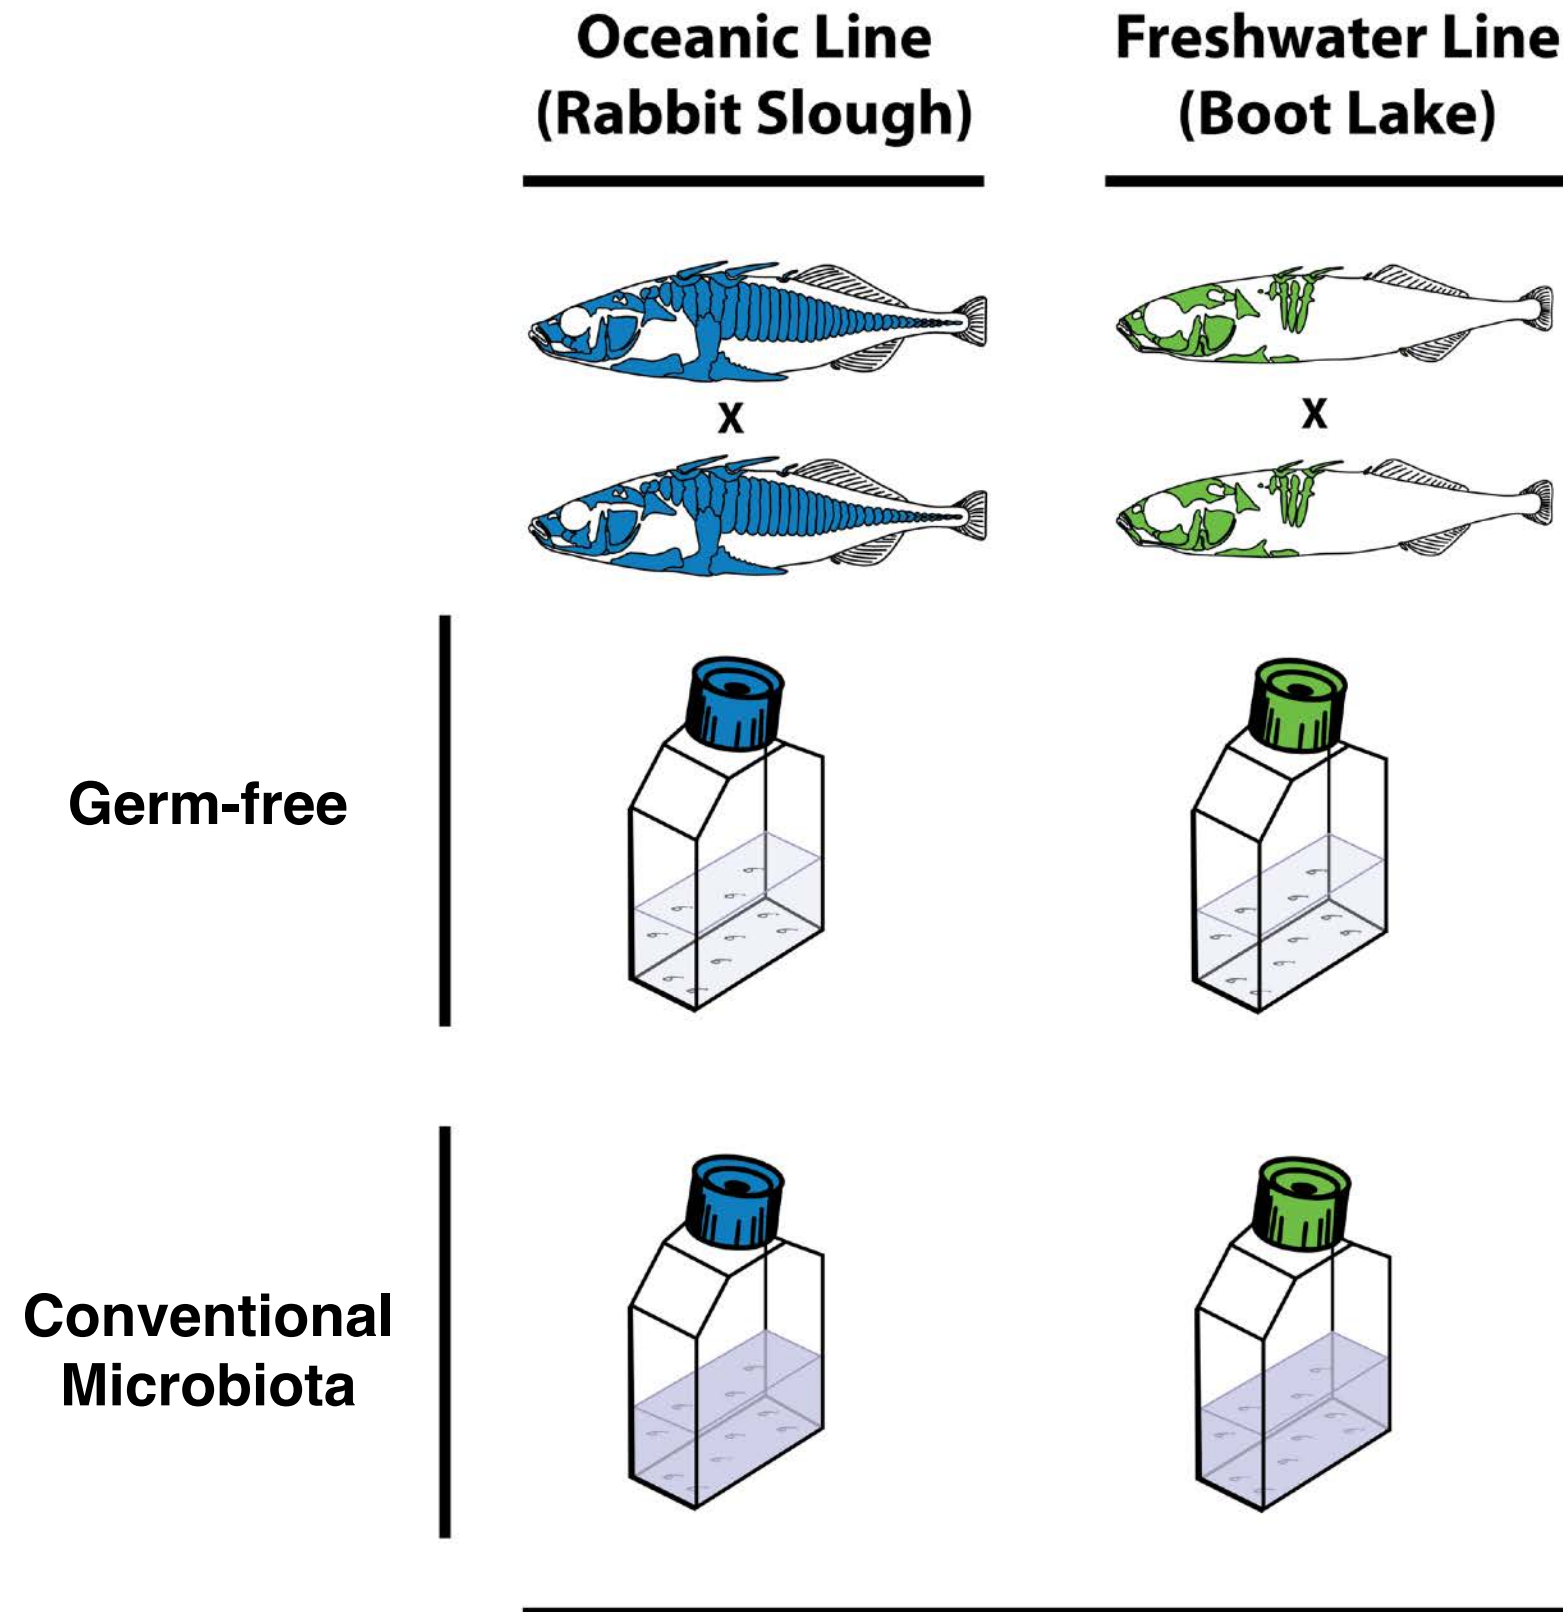 Oceanic Line
(Rabbit Slough)
Freshwater Line
(Boot Lake)
X
X
Germ-free
Conventional
Microbiota